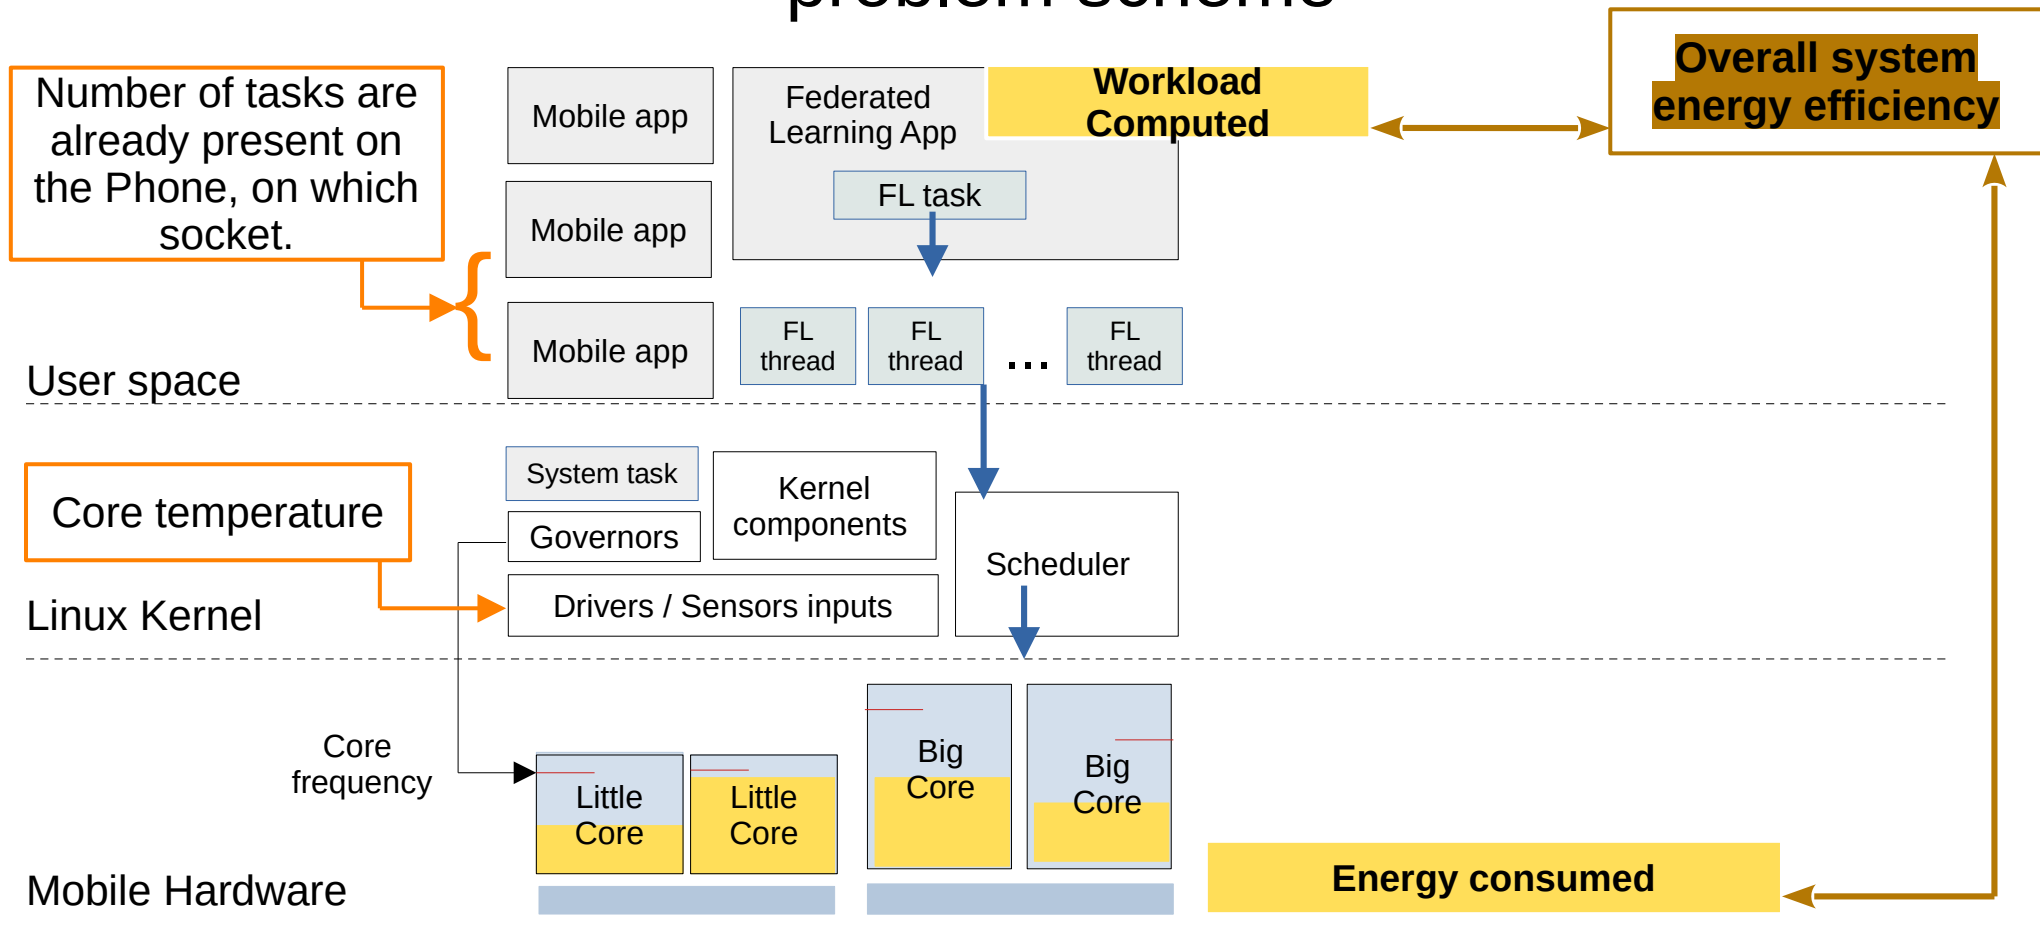 problem scheme
Number of tasks are
already present on
the Phone, on which
socket.
Mobile app
Mobile app
Mobile app
Federated
Learning App
Workload
Computed
Overall system
energy efficiency
FL task
FL
thread
FL
thread
...
FL
thread
User space
Core temperature
System task
Governors
Kernel
components
Drivers / Sensors inputs
Scheduler
Linux Kernel
Core
frequency
Little
Core
Little
Core
Big
Core
Big
Core
Energy consumed
Mobile Hardware